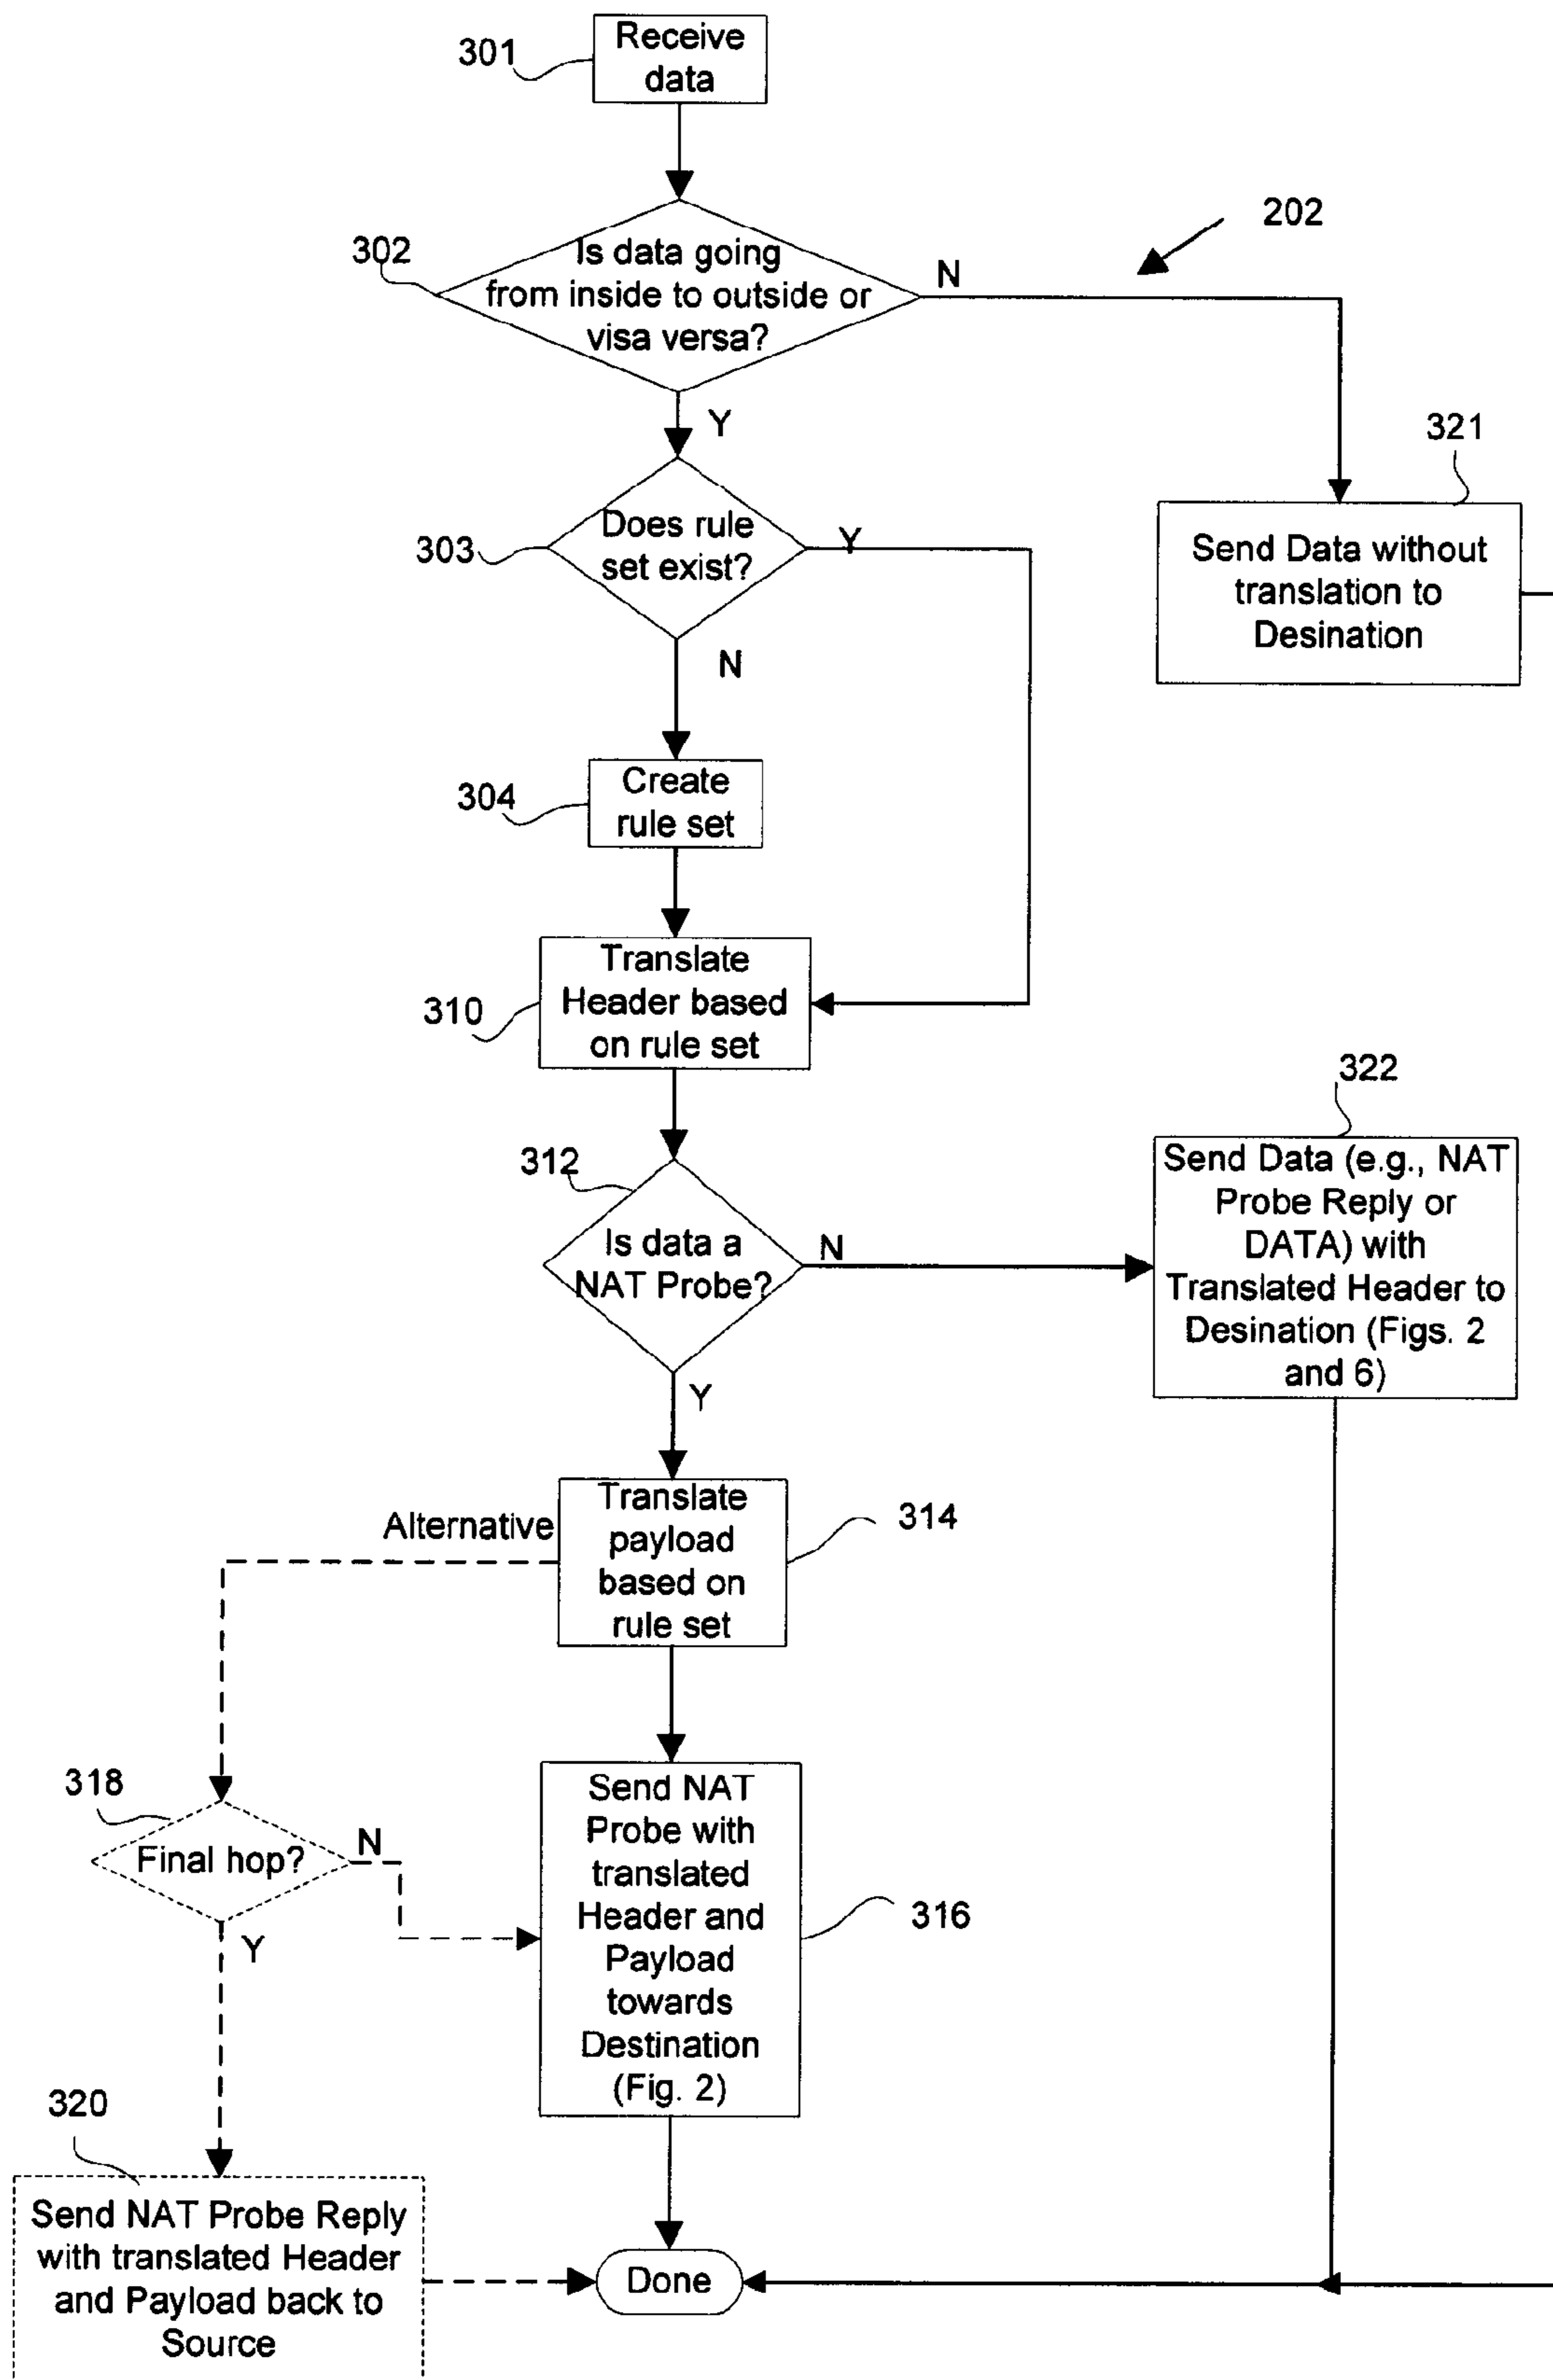 301
Receive
data
202
302
Is data going
from inside to outside or
visa versa?
N
Y
321
303
Does rule
set exist?
Y
Send Data without
translation to
Desination
N
304
Create
rule set
310
Translate
Header based
on rule set
322
312
Is data a
NAT Probe?
N
Send Data (e.g., NAT
Probe Reply or
DATA) with
Translated Header to
Desination (Figs. 2
and 6)
Y
Alternative
Translate
payload
based on
rule set
314
318
Final hop?
N
Y
Send NAT
Probe with
translated
Header and
Payload
towards
Destination
(Fig. 2)
316
320
Send NAT Probe Reply
with translated Header
and Payload back to
Source
Done